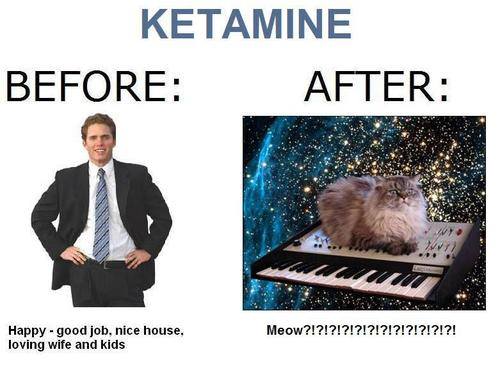 KETAMINE
BEFORE:
AFTER:
Happy - good job, nice house,
loving wife and kids
Meow?!?!?!?!?!?!?!?!?!?!?!?!